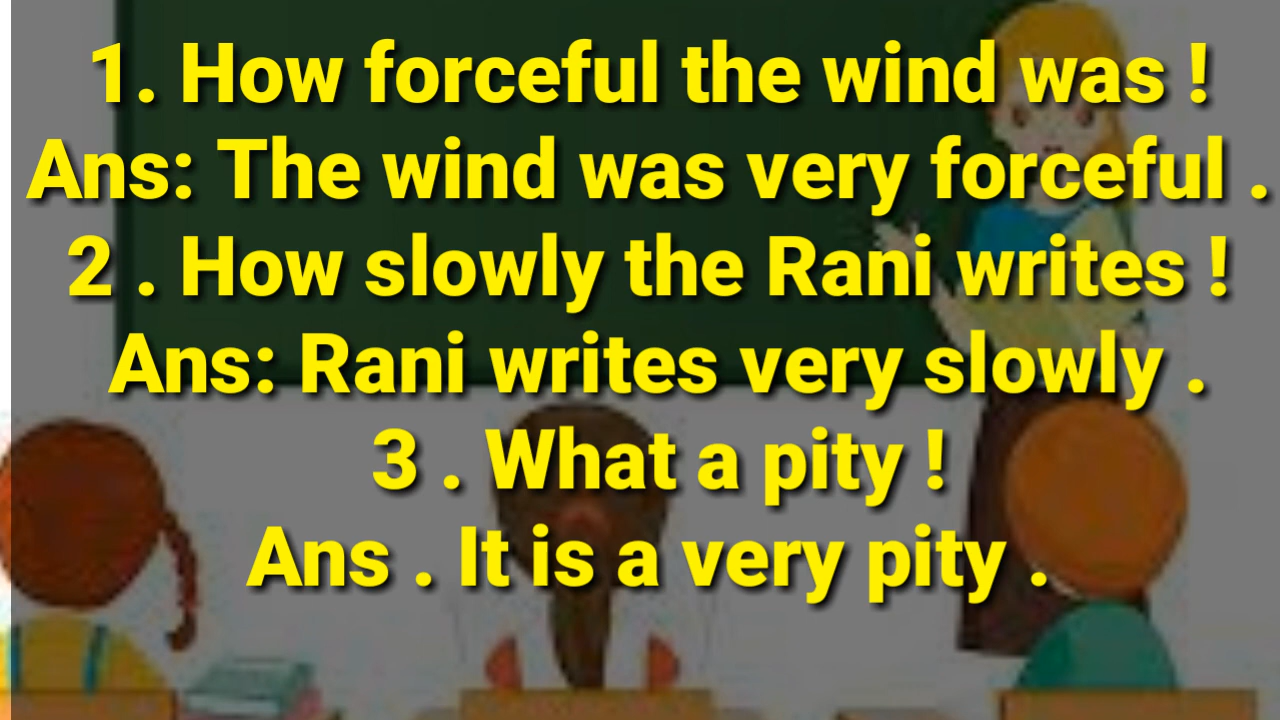 1. How forceful the wind was !
Ans: The wind was very forceful .
2 . How slowly the Rani writes !
Ans: Rani writes very slowly .
3 . What a pity !
Ans . It is a very pity .